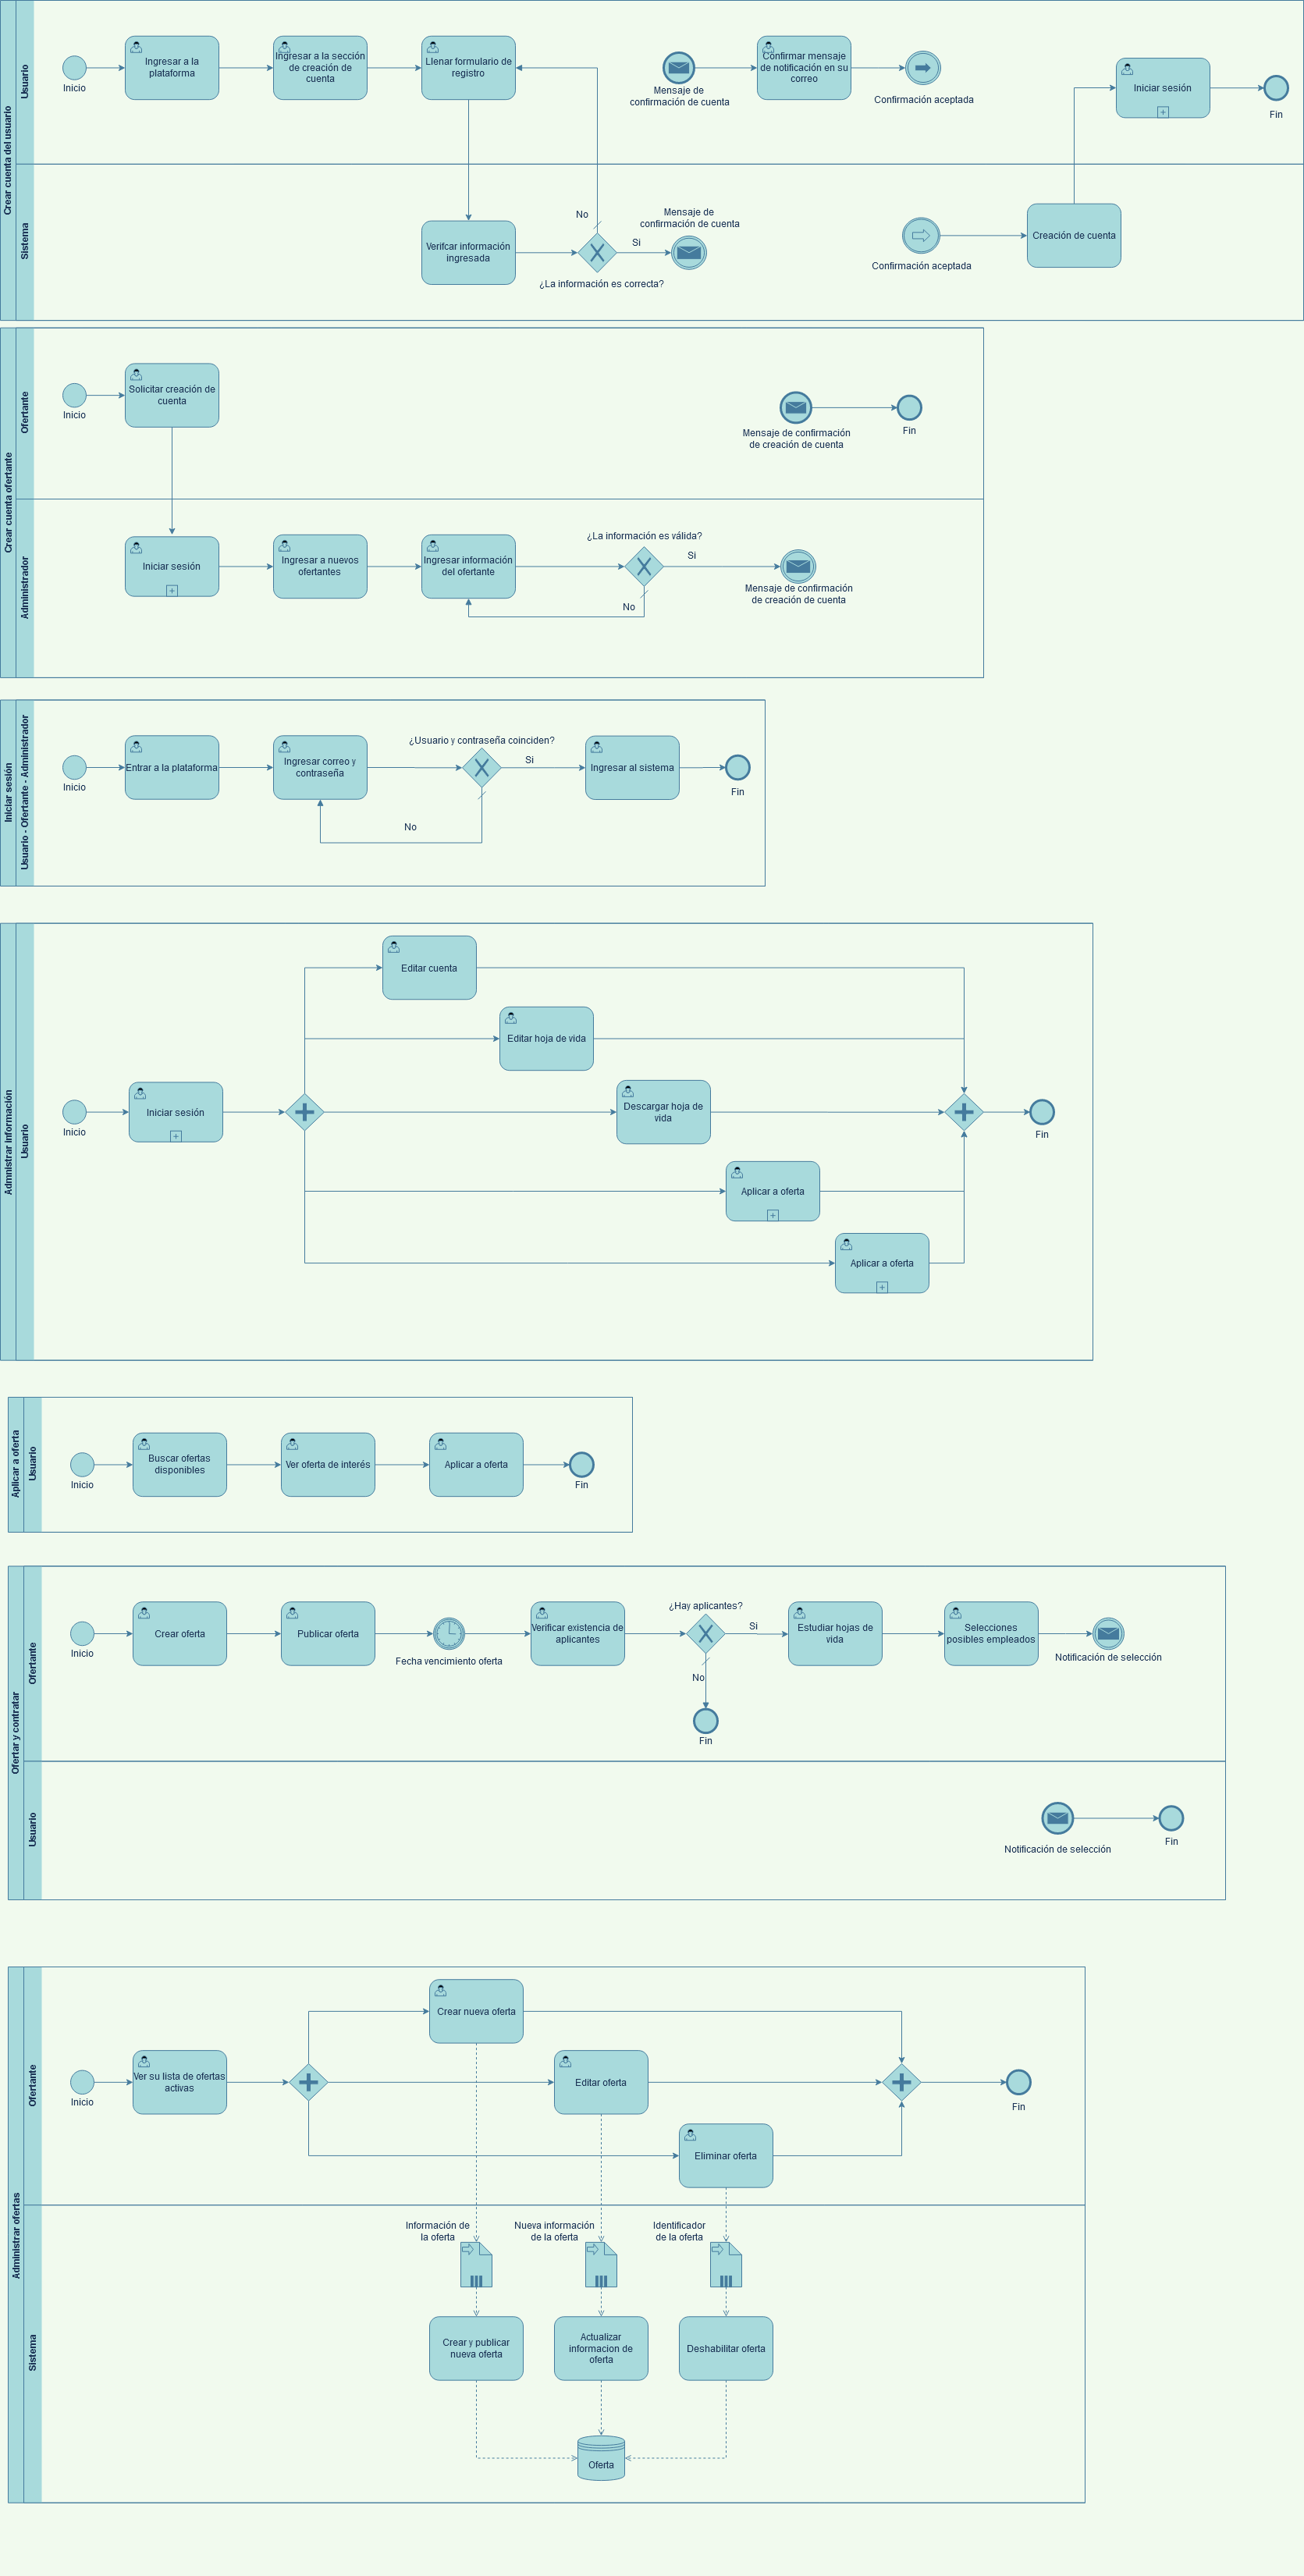 Crear cuenta del usuario
Usuario
Inicio
Ingresar a la
plataforma
Ingresar a la sección
de creación de
cuenta
Llenar formulario de
registro
Mensaje de
confirmación de cuenta
Confirmar mensaje
de notificación en su
correo
Confirmación aceptada
Iniciar sesión
Fin
Sistema
Verifcar información
ingresada
No
Si
¿La información es correcta?
Mensaje de
confirmación de cuenta
Confirmación aceptada
Creación de cuenta
Crear cuenta ofertante
Ofertante
Inicio
Solicitar creación de
cuenta
Mensaje de confirmación
de creación de cuenta
Fin
Administrador
Iniciar sesión
Ingresar a nuevos
ofertantes
Ingresar información
del ofertante
¿La información es válida?
Si
No
Mensaje de confirmación
de creación de cuenta
Iniciar sesión
Usuario - Ofertante - Administrador
Inicio
Entrar a la plataforma
Ingresar correo y
contraseña
¿Usuario y contraseña coinciden?
Si
No
Ingresar al sistema
Fin
Admnistrar información
Usuario
Inicio
Iniciar sesión
Editar cuenta
Editar hoja de vida
Descargar hoja de
vida
Aplicar a oferta
Aplicar a oferta
Fin
Aplicar a oferta
Usuario
Inicio
Buscar ofertas
disponibles
Ver oferta de interés
Aplicar a oferta
Fin
Ofertar y contratar
Ofertante
Inicio
Crear oferta
Publicar oferta
Fecha vencimiento oferta
Verificar existencia de
aplicantes
¿Hay aplicantes?
Si
No
Fin
Estudiar hojas de
vida
Selecciones
posibles empleados
Notificación de selección
Usuario
Notificación de selección
Fin
Administrar ofertas
Ofertante
Inicio
Ver su lista de ofertas
activas
Crear nueva oferta
Editar oferta
Eliminar oferta
Fin
Sistema
Información de
la oferta
Nueva información
de la oferta
Identificador
de la oferta
Crear y publicar
nueva oferta
Actualizar
informacion de
oferta
Deshabilitar oferta
Oferta